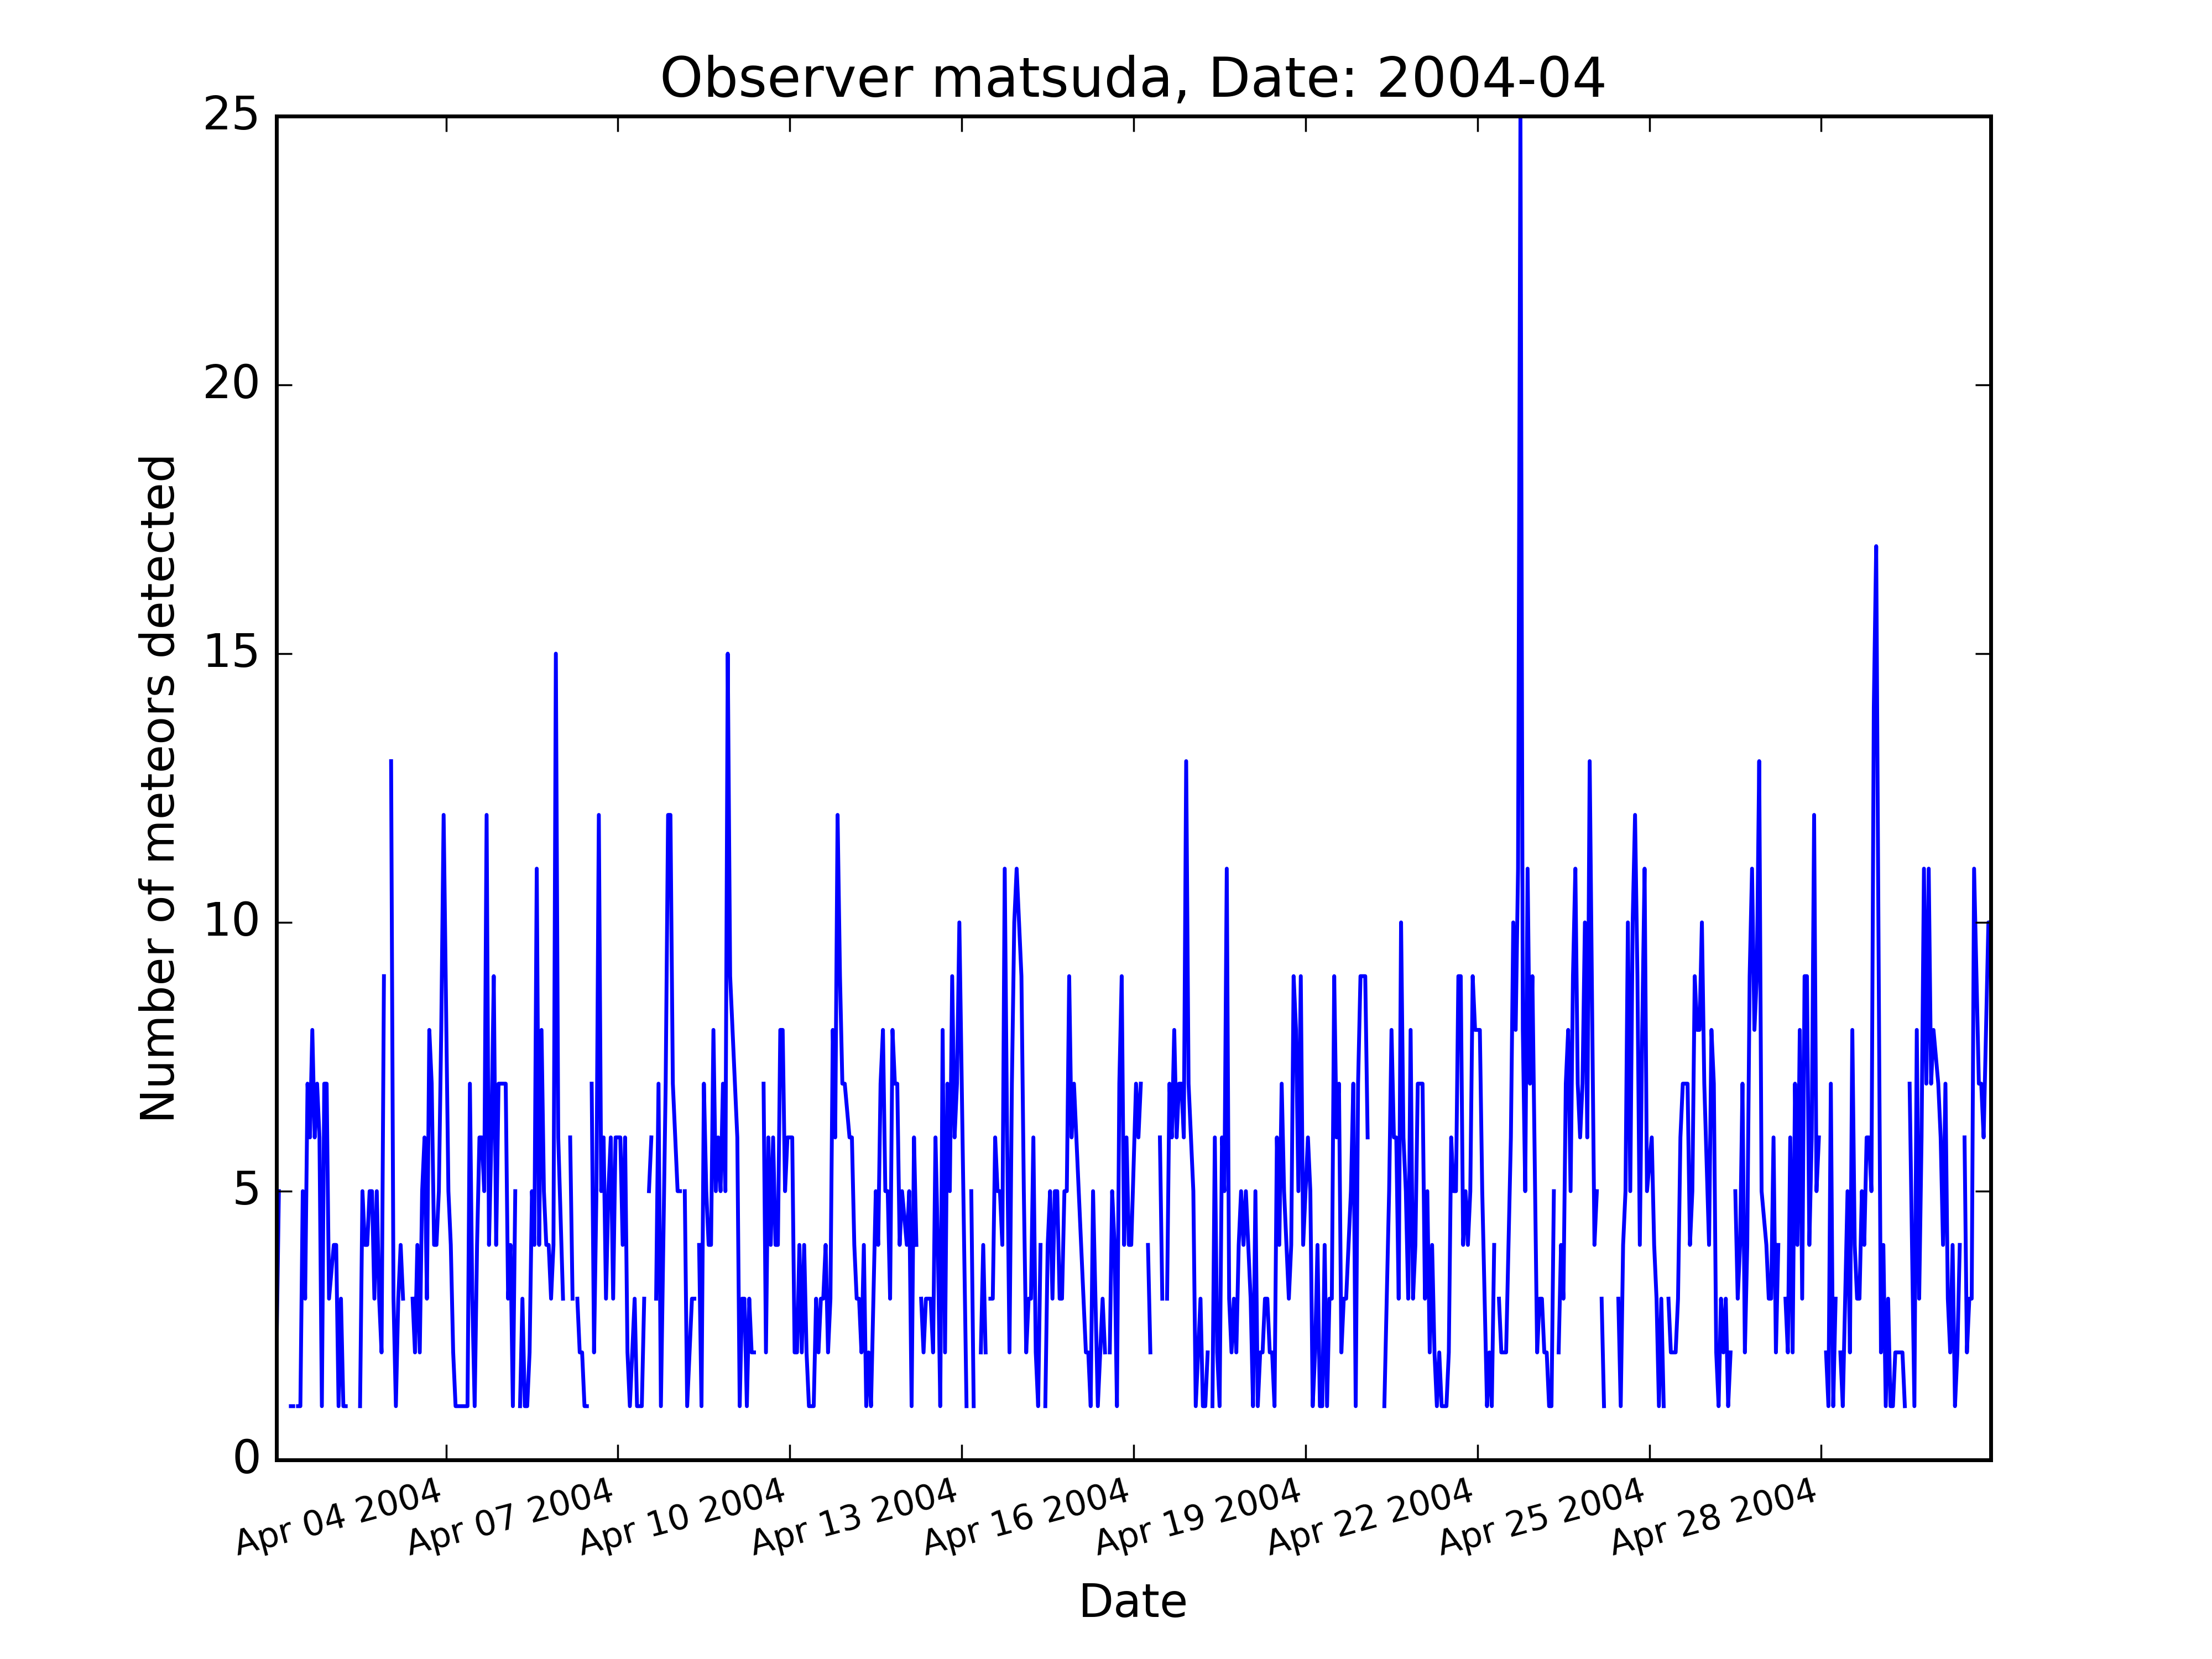 Observer matsuda, Date: 2004-04
Number of meteors detected
25
20
15
10
5
0
Apr 04 2004
Apr 07 2004
Apr 10 2004
Apr 13 2004
Apr 16 2004
Apr 19 2004
Apr 22 2004
Apr 25 2004
Apr 28 2004
Date